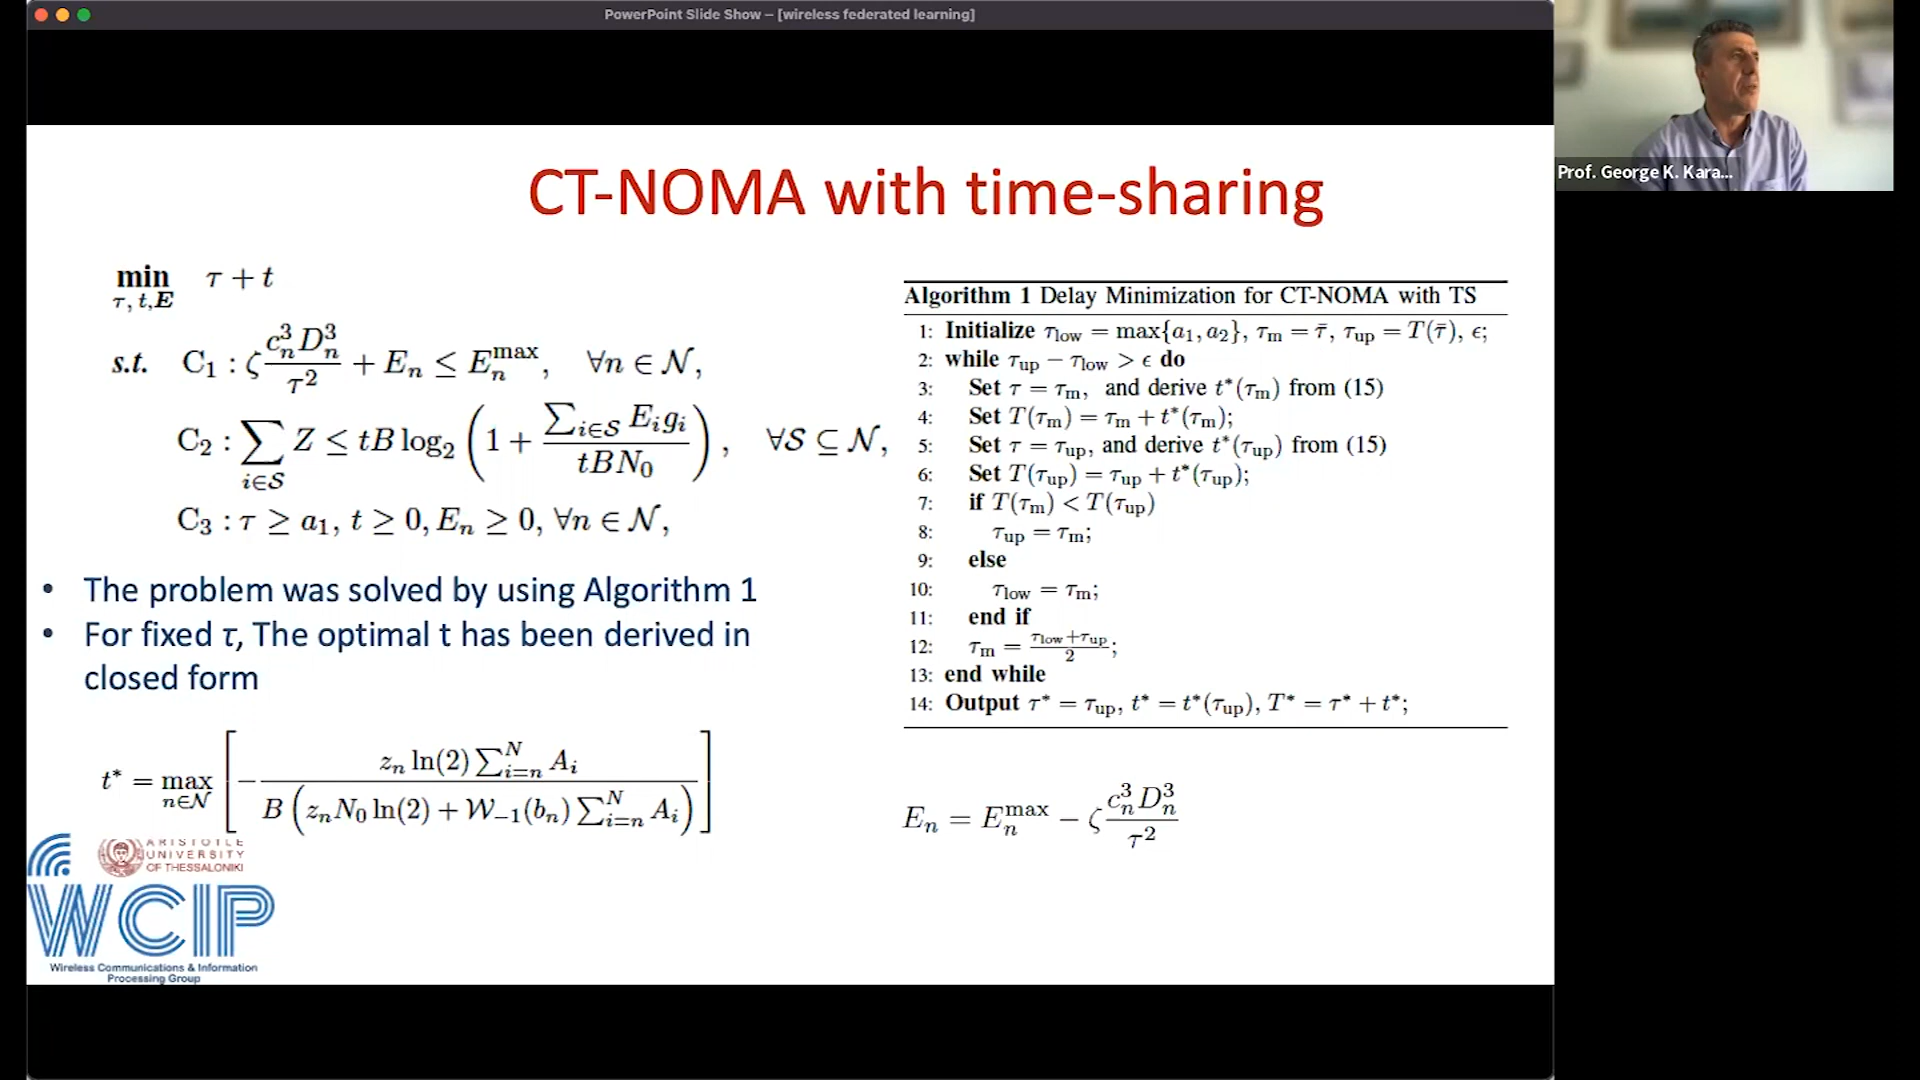 PowerPoint Slide Show – [wireless federated learning]
Prof. George K. Kara...
CT-NOMA with time-sharing
min τ + t
τ, t, E
s.t. C₁ : ζ c_n³ D_n³ / τ² + E_n ≤ E_n^max, ∀n ∈ 𝒩,
C₂ : ∑_{i∈𝒮} Z ≤ tB log₂ (1 + ∑_{i∈𝒮} E_i g_i / tBN₀), ∀𝒮 ⊆ 𝒩,
C₃ : τ ≥ a₁, t ≥ 0, E_n ≥ 0, ∀n ∈ 𝒩,
• The problem was solved by using Algorithm 1
• For fixed τ, The optimal t has been derived in
closed form
t* = max_{n∈𝒩} [ − z_n ln(2) ∑_{i=n}^N A_i / B (z_n N₀ ln(2) + 𝒲₋₁(b_n) ∑_{i=n}^N A_i) ]
Algorithm 1 Delay Minimization for CT-NOMA with TS
1: Initialize τ_low = max{a₁, a₂}, τ_m = τ̄, τ_up = T(τ̄), ϵ;
2: while τ_up − τ_low > ϵ do
3: Set τ = τ_m, and derive t*(τ_m) from (15)
4: Set T(τ_m) = τ_m + t*(τ_m);
5: Set τ = τ_up, and derive t*(τ_up) from (15)
6: Set T(τ_up) = τ_up + t*(τ_up);
7: if T(τ_m) < T(τ_up)
8: τ_up = τ_m;
9: else
10: τ_low = τ_m;
11: end if
12: τ_m = (τ_low + τ_up) / 2;
13: end while
14: Output τ* = τ_up, t* = t*(τ_up), T* = τ* + t*;
E_n = E_n^max − ζ c_n³ D_n³ / τ²
ARISTOTLE
UNIVERSITY
OF THESSALONIKI
WCIP
Wireless Communications & Information
Processing Group